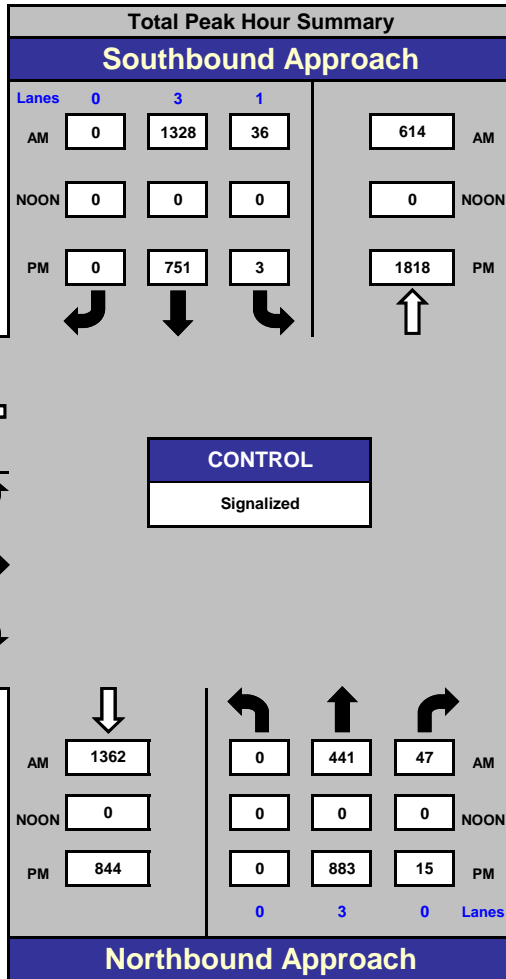 Total Peak Hour Summary
Southbound Approach
Lanes 0 3 1
AM 0 1328 36 614 AM
NOON 0 0 0 0 NOON
PM 0 751 3 1818 PM
CONTROL
Signalized
AM 1362 0 441 47 AM
NOON 0 0 0 0 NOON
PM 844 0 883 15 PM
0 3 0 Lanes
Northbound Approach